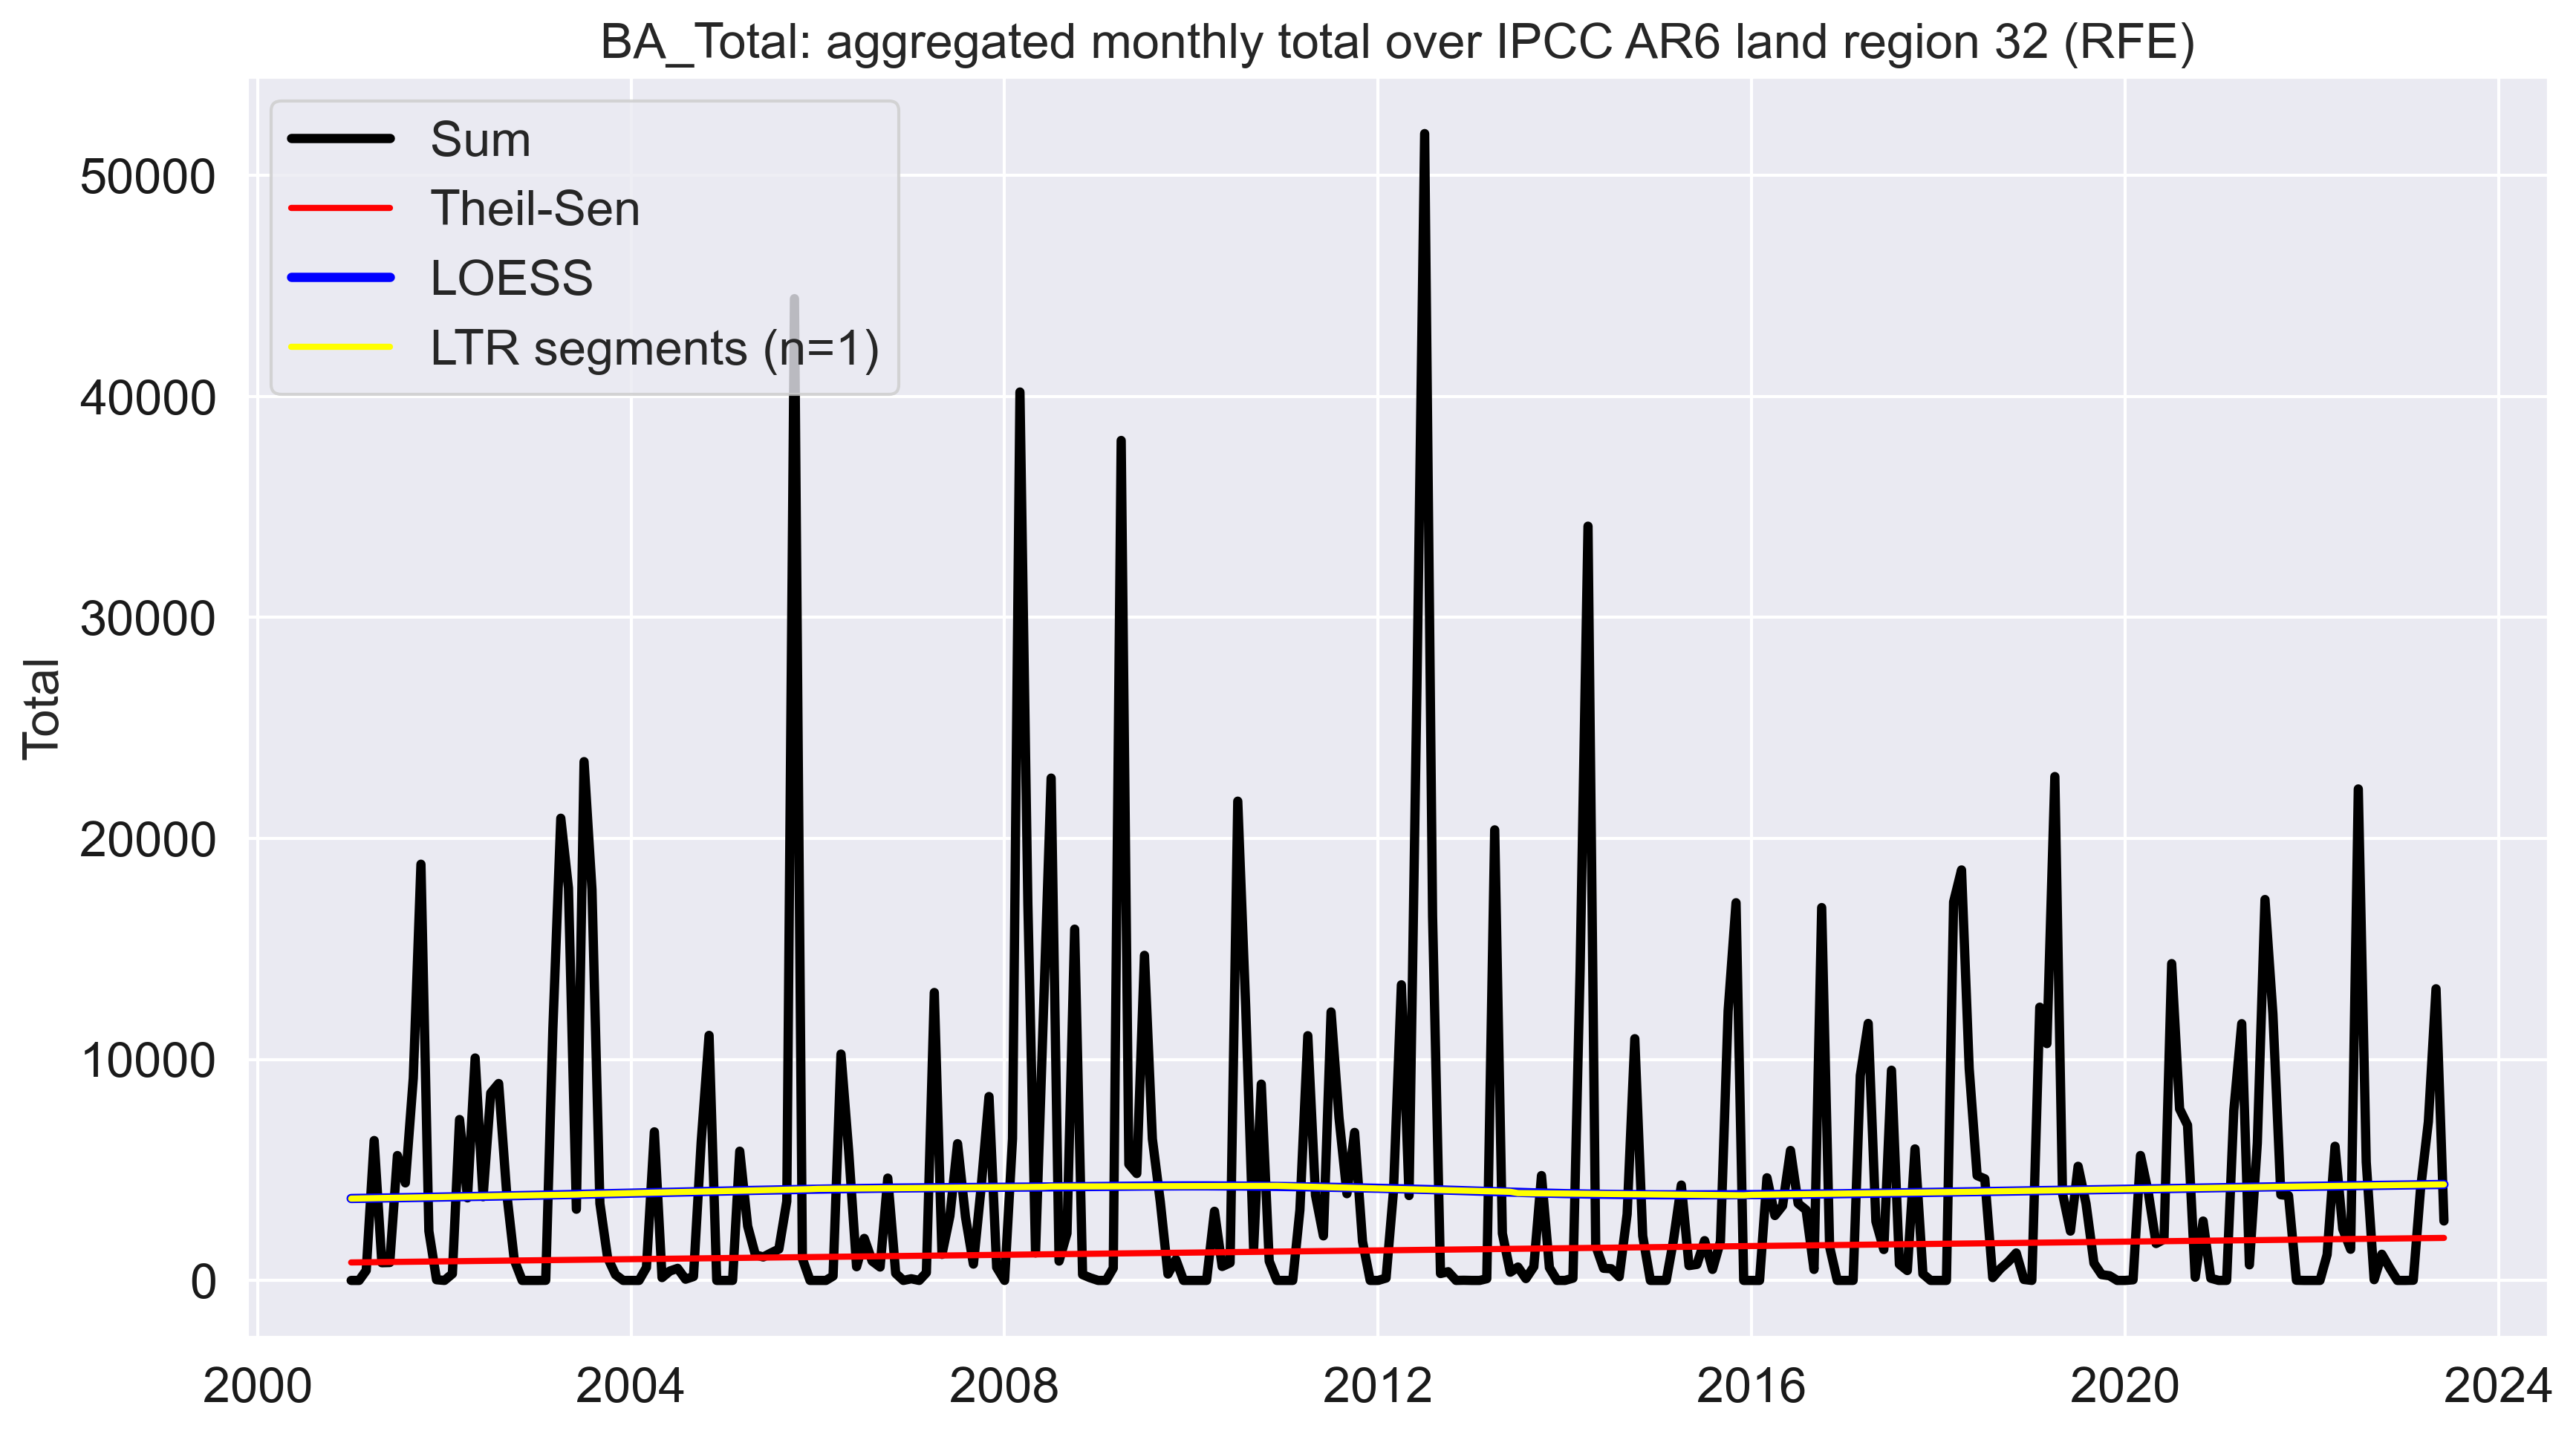 BA_Total: aggregated monthly total over IPCC AR6 land region 32 (RFE)
Sum
Theil-Sen
LOESS
LTR segments (n=1)
50000
40000
30000
20000
10000
0
Total
2000 2004 2008 2012 2016 2020 2024